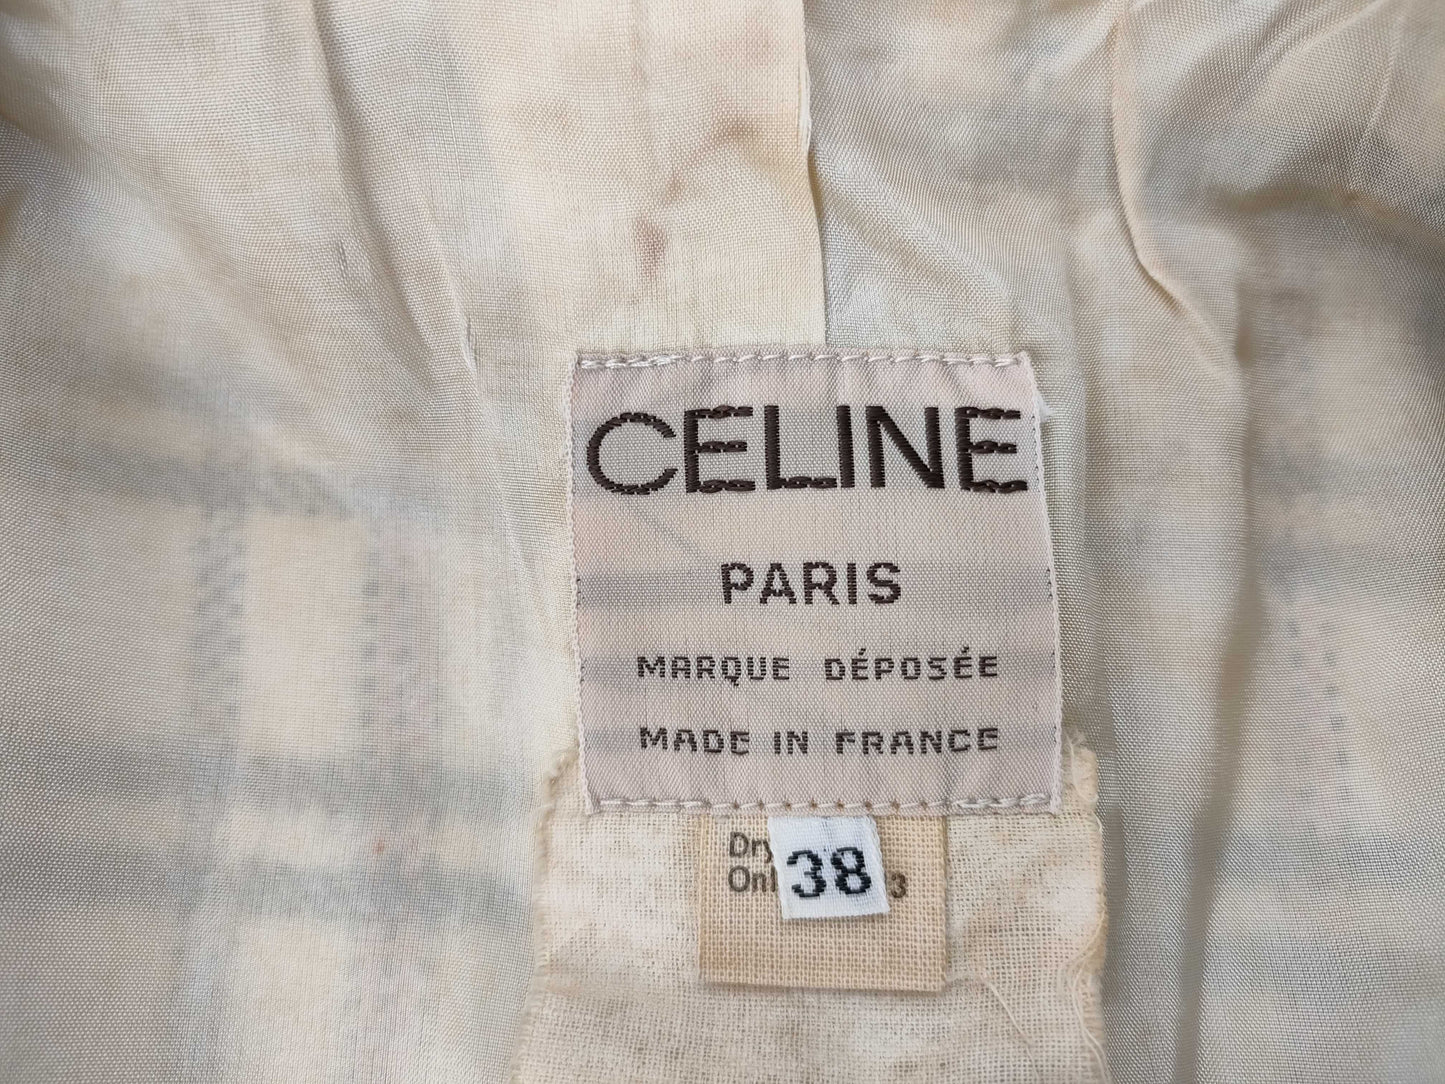 CELINE
PARIS
MARQUE DÉPOSÉE
MADE IN FRANCE
38